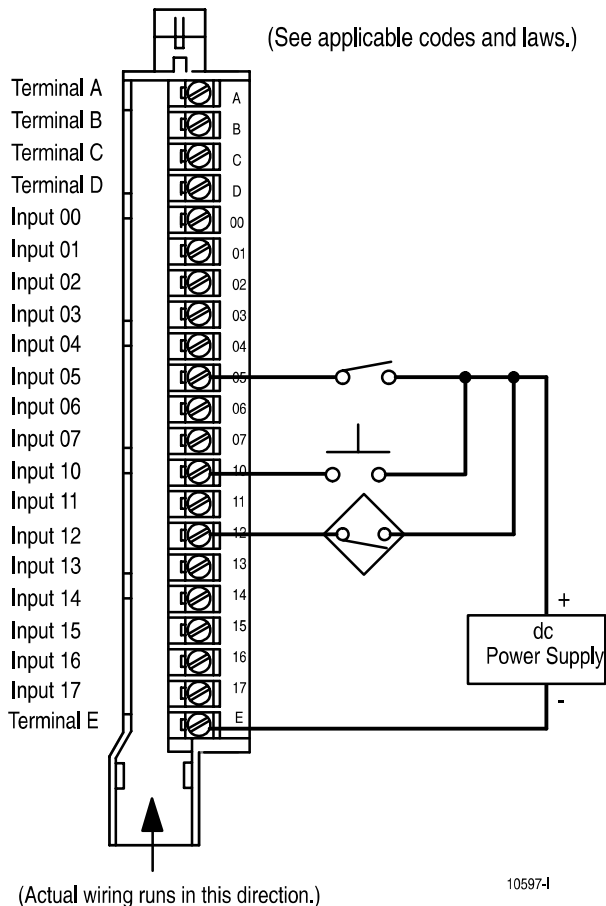 (See applicable codes and laws.)
Terminal A
A
Terminal B
B
Terminal C
C
Terminal D
D
Input 00
00
Input 01
01
Input 02
02
Input 03
03
Input 04
04
Input 05
05
Input 06
06
Input 07
07
Input 10
10
Input 11
11
Input 12
12
Input 13
13
Input 14
14
Input 15
15
Input 16
16
Input 17
17
Terminal E
E
+
dc
Power Supply
-
(Actual wiring runs in this direction.)
10597-I